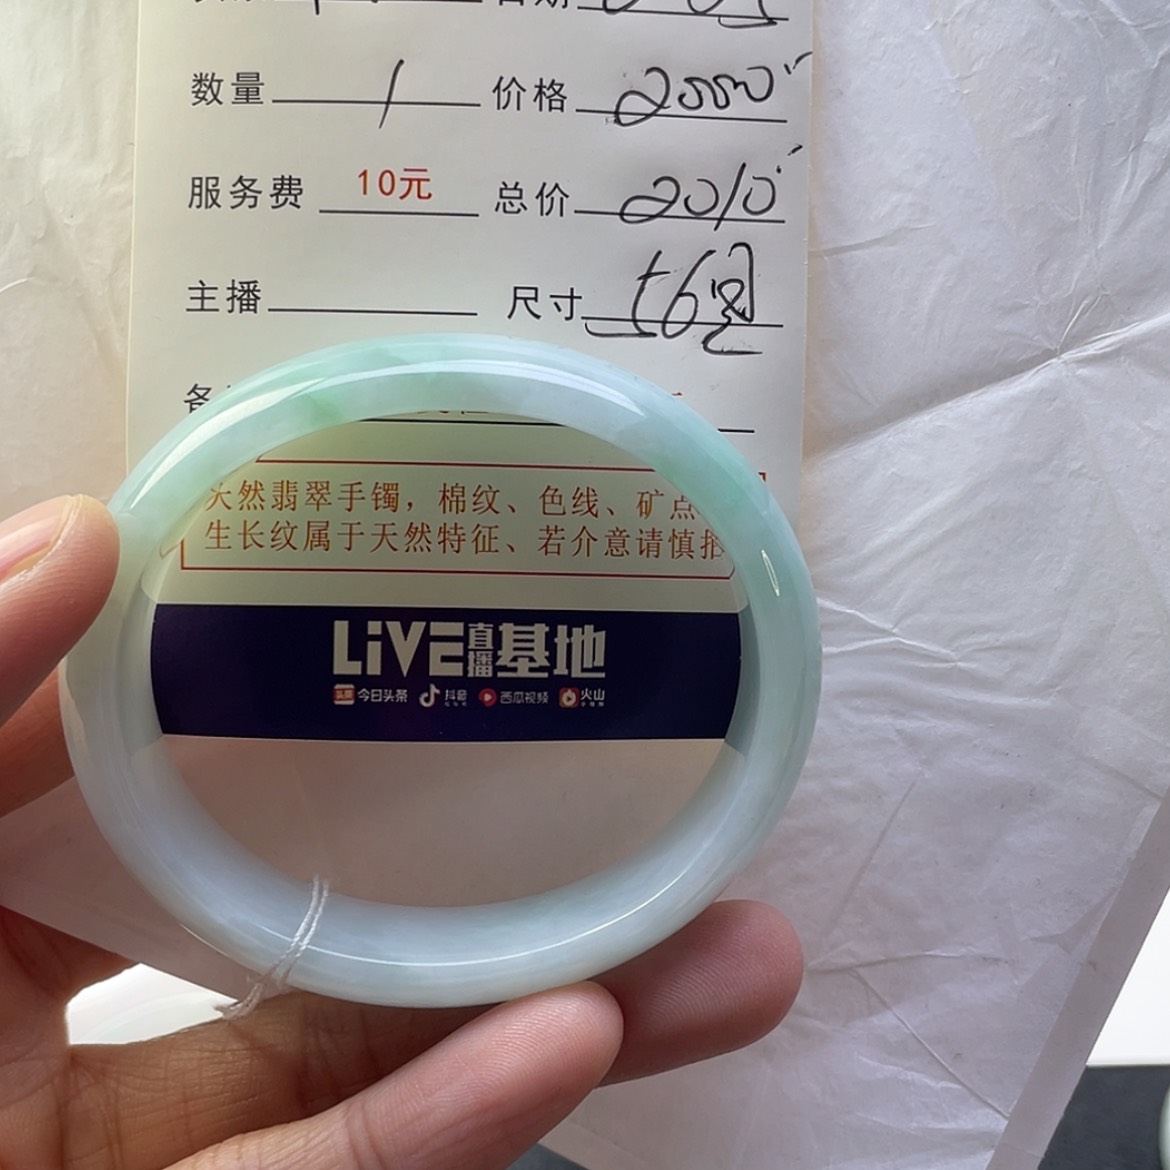 数量 1 价格 2000
服务费 10元 总价 2010
主播 尺寸 56
备
天然翡翠手镯，棉纹、色线、矿点
生长纹属于天然特征、若介意请慎拍
LiVE直播基地
今日头条 抖音 西瓜视频 火山